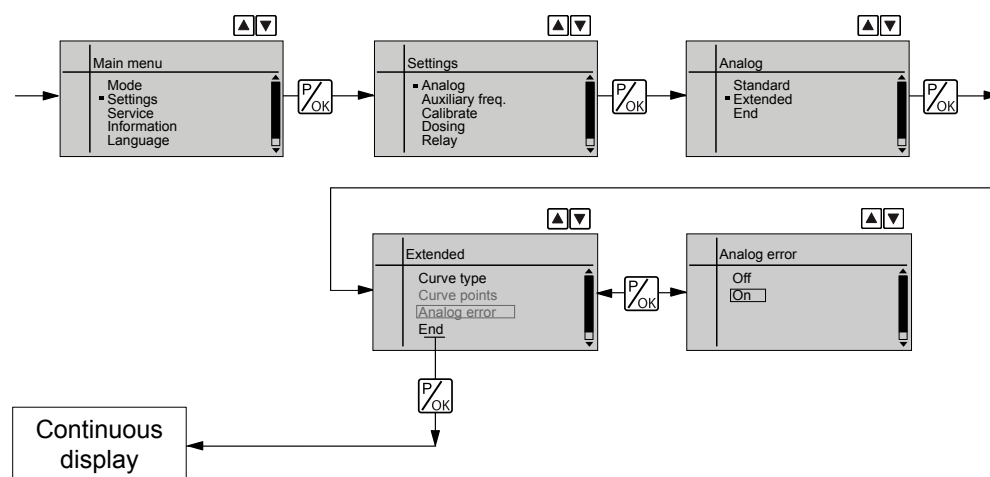 Main menu
Mode
Settings
Service
Information
Language
P/OK
Settings
Analog
Auxiliary freq.
Calibrate
Dosing
Relay
P/OK
Analog
Standard
Extended
End
P/OK
Extended
Curve type
Curve points
Analog error
End
P/OK
Analog error
Off
On
P/OK
Continuous
display